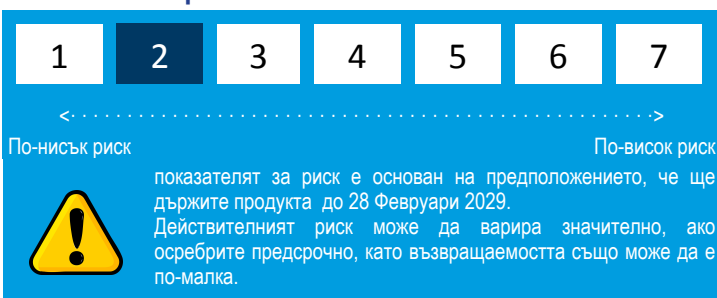 1 2 3 4 5 6 7
<· · · · · · · · · · · · · · · · · · · · · · · · · · · · · · · · · · · · · · · · · · · · · · · · · · · ·>
По-нисък риск По-висок риск
показателят за риск е основан на предположението, че ще
държите продукта до 28 Февруари 2029.
Действителният риск може да варира значително, ако
осребрите предсрочно, като възвращаемостта също може да е
по-малка.